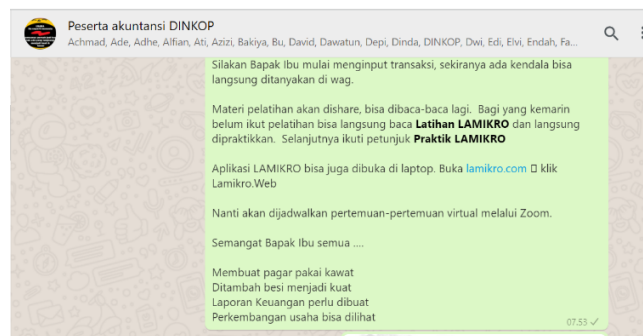 Peserta akuntansi DINKOP
Achmad, Ade, Adhe, Alfian, Ati, Azizi, Bakiya, Bu, David, Dawatun, Depi, Dinda, DINKOP, Dwi, Edi, Elvi, Endah, Fa...
Silakan Bapak Ibu mulai menginput transaksi, sekiranya ada kendala bisa
langsung ditanyakan di wag.
Materi pelatihan akan dishare, bisa dibaca-baca lagi. Bagi yang kemarin
belum ikut pelatihan bisa langsung baca Latihan LAMIKRO dan langsung
dipraktikkan. Selanjutnya ikuti petunjuk Praktik LAMIKRO
Aplikasi LAMIKRO bisa juga dibuka di laptop. Buka lamikro.com ▯ klik
Lamikro.Web
Nanti akan dijadwalkan pertemuan-pertemuan virtual melalui Zoom.
Semangat Bapak Ibu semua ....
Membuat pagar pakai kawat
Ditambah besi menjadi kuat
Laporan Keuangan perlu dibuat
Perkembangan usaha bisa dilihat
07.53